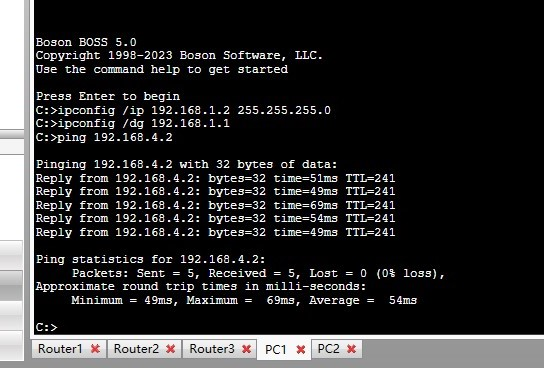 Boson BOSS 5.0
Copyright 1998-2023 Boson Software, LLC.
Use the command help to get started
Press Enter to begin
C:>ipconfig /ip 192.168.1.2 255.255.255.0
C:>ipconfig /dg 192.168.1.1
C:>ping 192.168.4.2
Pinging 192.168.4.2 with 32 bytes of data:
Reply from 192.168.4.2: bytes=32 time=51ms TTL=241
Reply from 192.168.4.2: bytes=32 time=49ms TTL=241
Reply from 192.168.4.2: bytes=32 time=69ms TTL=241
Reply from 192.168.4.2: bytes=32 time=54ms TTL=241
Reply from 192.168.4.2: bytes=32 time=49ms TTL=241
Ping statistics for 192.168.4.2:
     Packets: Sent = 5, Received = 5, Lost = 0 (0% loss),
Approximate round trip times in milli-seconds:
     Minimum = 49ms, Maximum =  69ms, Average =  54ms
C:>
Router1 Router2 Router3 PC1 PC2